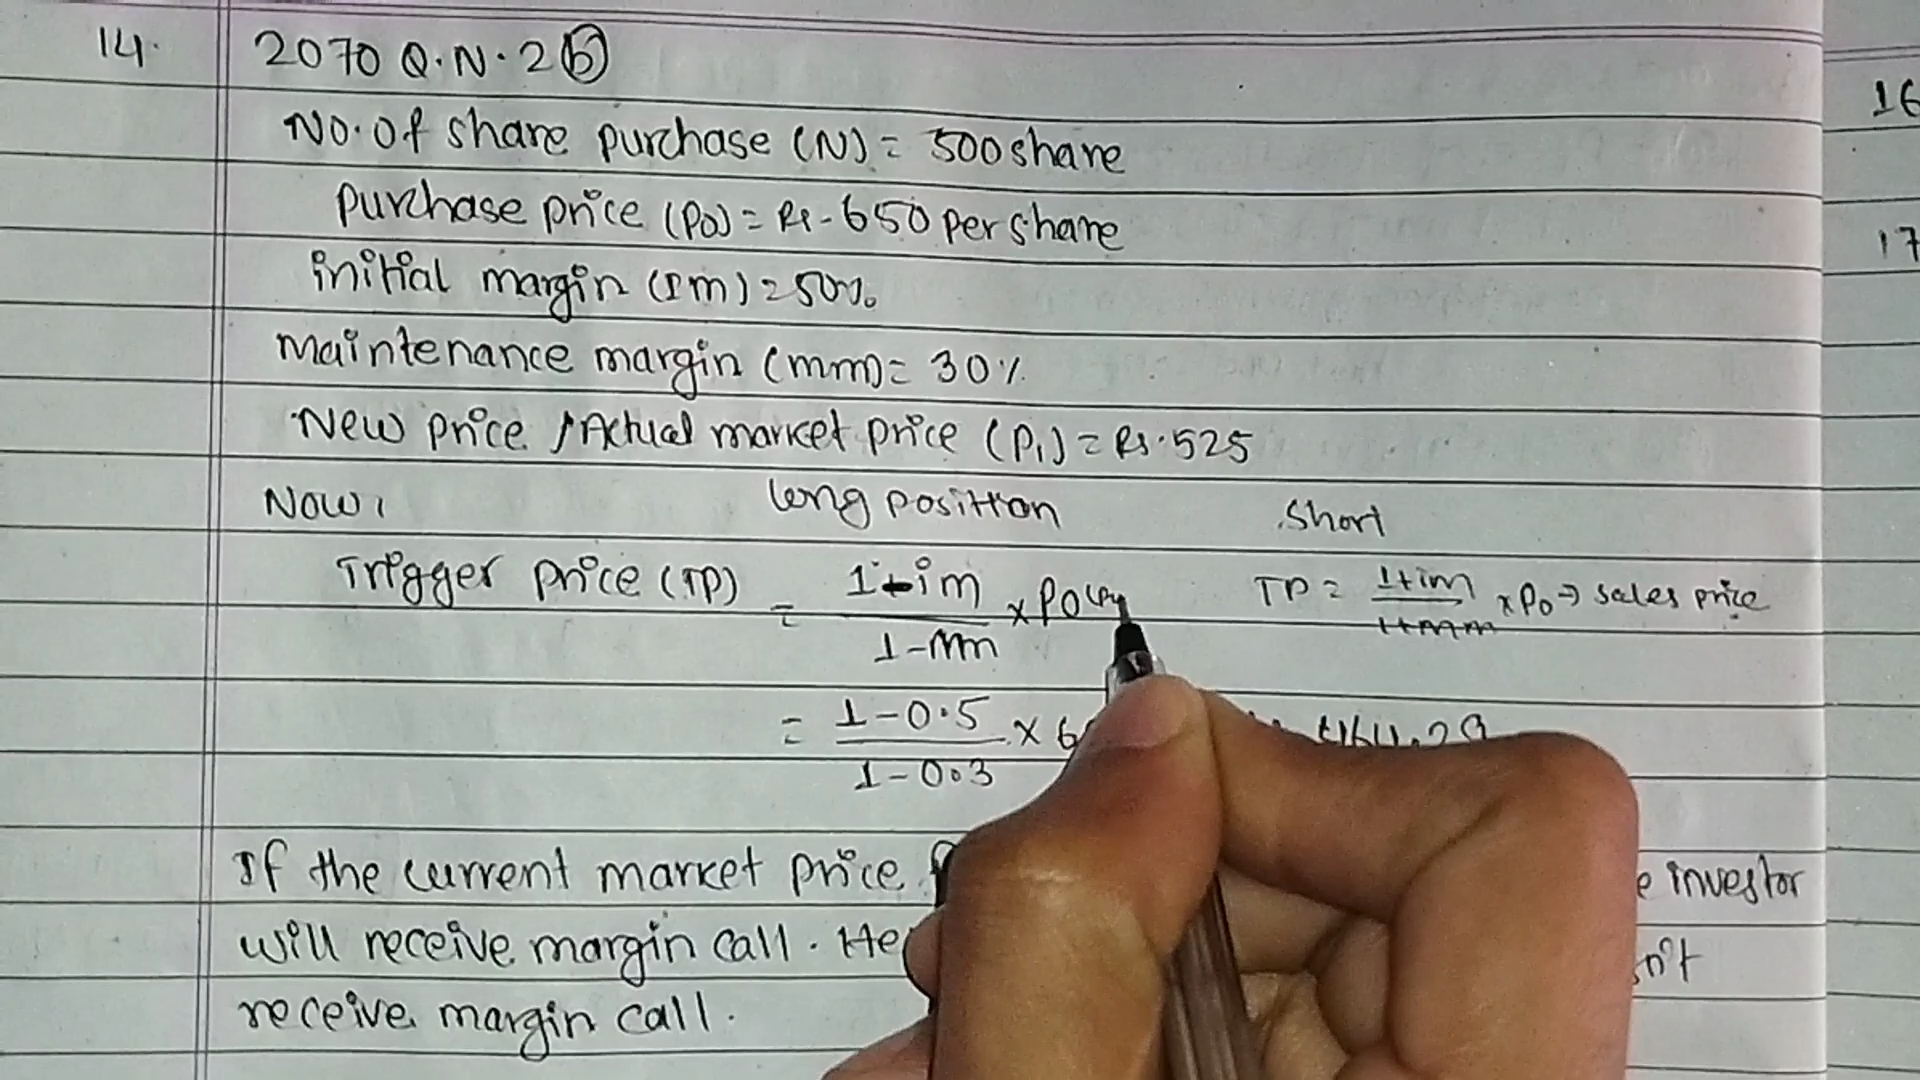 14. 2070 Q.N.2 (b)
16
No. of share purchase (N) = 500 share
Purchase price (P0) = Rs. 650 per share
17
initial margin (Im) = 50%
Maintenance margin (mm) = 30%
New price / Actual market price (P1) = Rs. 525
Now, long position Short
Trigger price (TP) = 1-im / 1-mm × P0 TP = 1+im / 1+mm × P0 → sales price
= 1-0.5 / 1-0.3 × 464.29
If the current market price e investor
will receive margin call. n't
receive margin call.